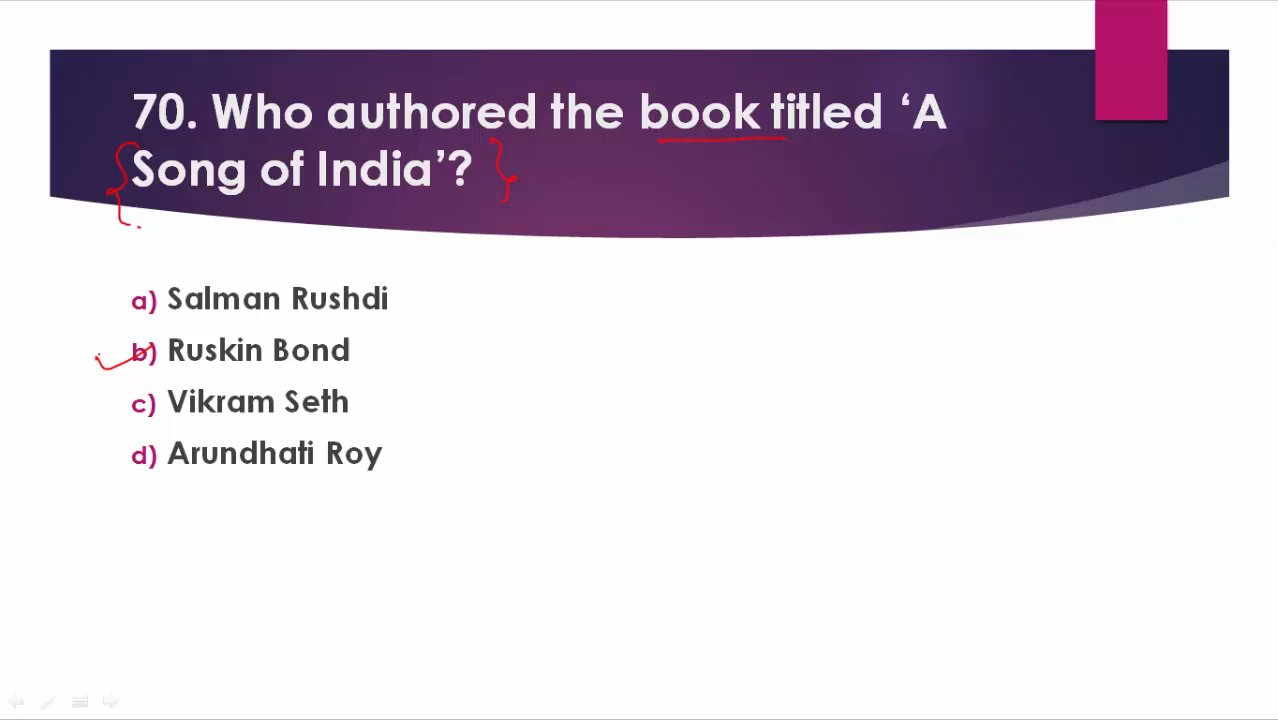 70. Who authored the book titled ‘A
Song of India’?
a) Salman Rushdi
b) Ruskin Bond
c) Vikram Seth
d) Arundhati Roy